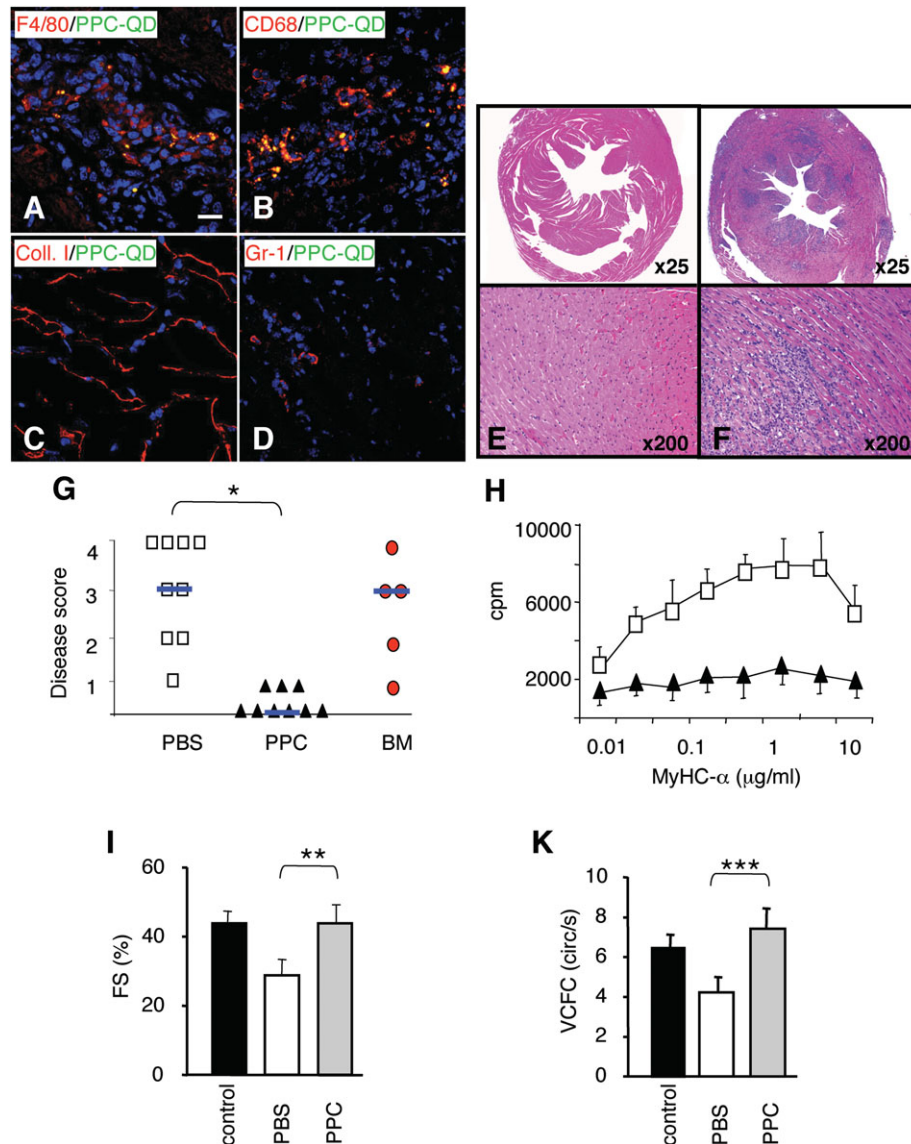 F4/80/PPC-QD
CD68/PPC-QD
A
B
Coll. I/PPC-QD
Gr-1/PPC-QD
C
D
x25
x25
E
x200
F
x200
G
*
Disease score
4
3
2
1
PBS
PPC
BM
H
cpm
10000
6000
2000
0.01
0.1
1
10
MyHC-α (μg/ml)
I
**
FS (%)
60
40
20
0
control
PBS
PPC
K
***
VCFC (circ/s)
10
8
6
4
2
0
control
PBS
PPC